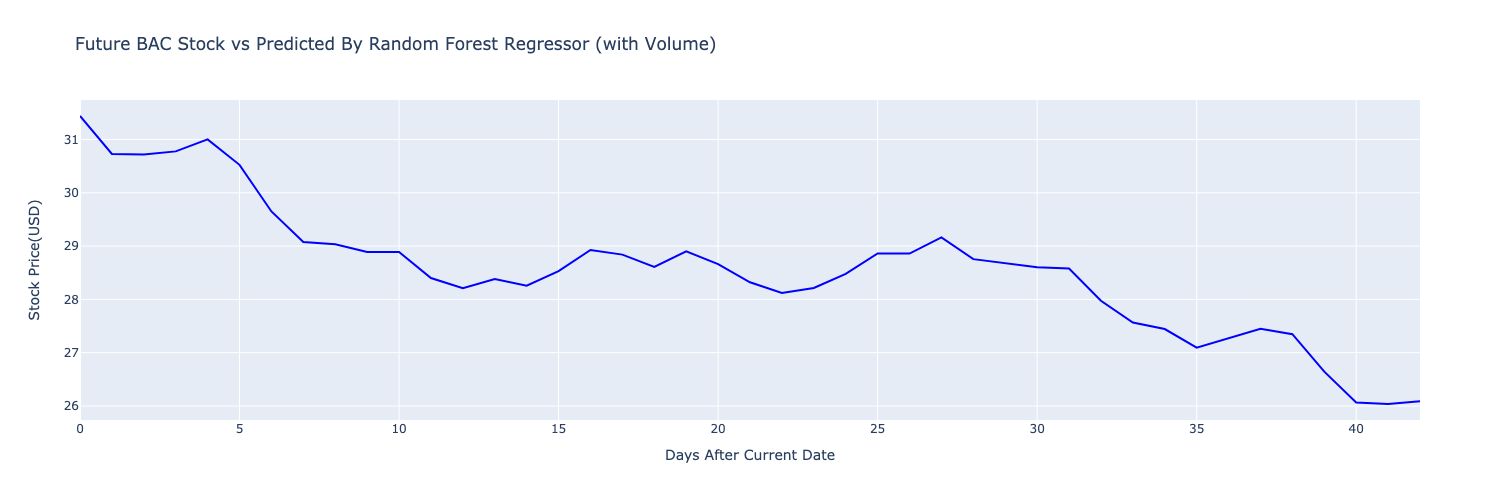 Future BAC Stock vs Predicted By Random Forest Regressor (with Volume)
31
30
29
28
27
26
Stock Price(USD)
0 5 10 15 20 25 30 35 40
Days After Current Date